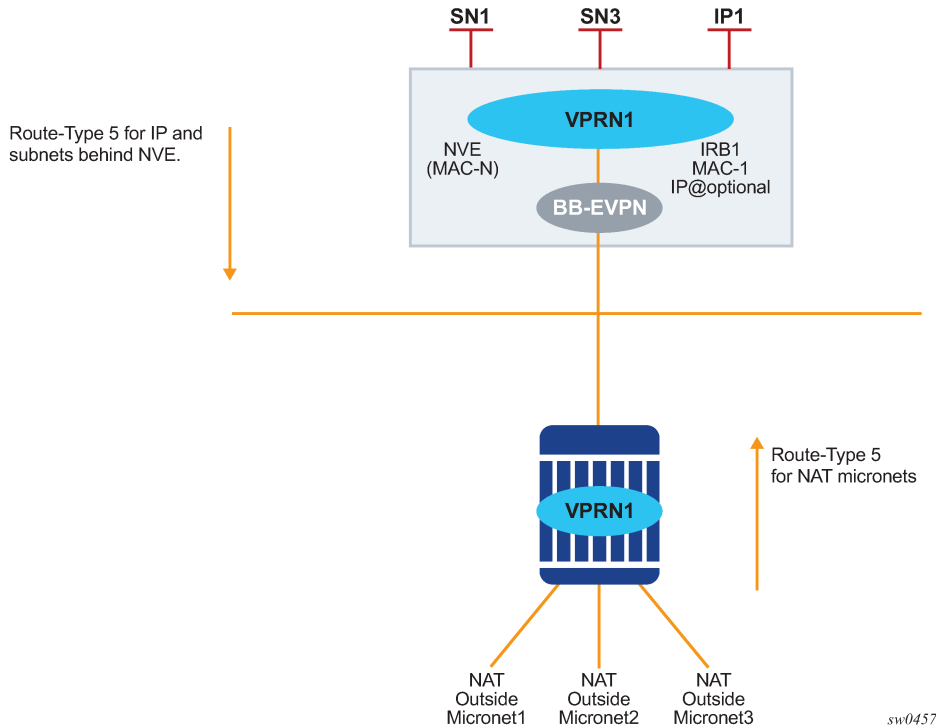 SN1 SN3 IP1
Route-Type 5 for IP and
subnets behind NVE.
VPRN1
NVE
(MAC-N)
IRB1
MAC-1
IP@optional
BB-EVPN
Route-Type 5
for NAT micronets
VPRN1
NAT
Outside
Micronet1
NAT
Outside
Micronet2
NAT
Outside
Micronet3
sw0457